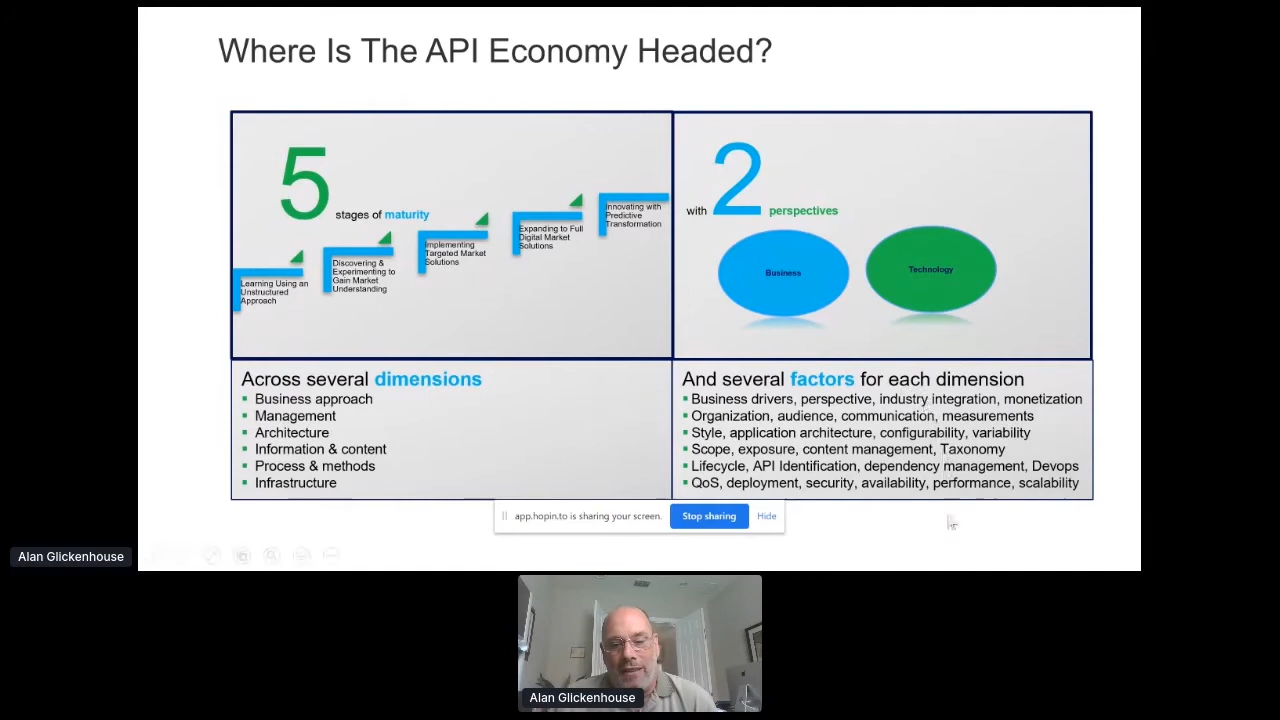 Where Is The API Economy Headed?
5
stages of maturity
Learning Using an
Unstructured
Approach
Discovering &
Experimenting to
Gain Market
Understanding
Implementing
Targeted Market
Solutions
Expanding to Full
Digital Market
Solutions
Innovating with
Predictive
Transformation
with 2 perspectives
Business
Technology
Across several dimensions
Business approach
Management
Architecture
Information & content
Process & methods
Infrastructure
And several factors for each dimension
Business drivers, perspective, industry integration, monetization
Organization, audience, communication, measurements
Style, application architecture, configurability, variability
Scope, exposure, content management, Taxonomy
Lifecycle, API Identification, dependency management, Devops
QoS, deployment, security, availability, performance, scalability
app.hopin.to is sharing your screen.
Stop sharing
Hide
Alan Glickenhouse
Alan Glickenhouse